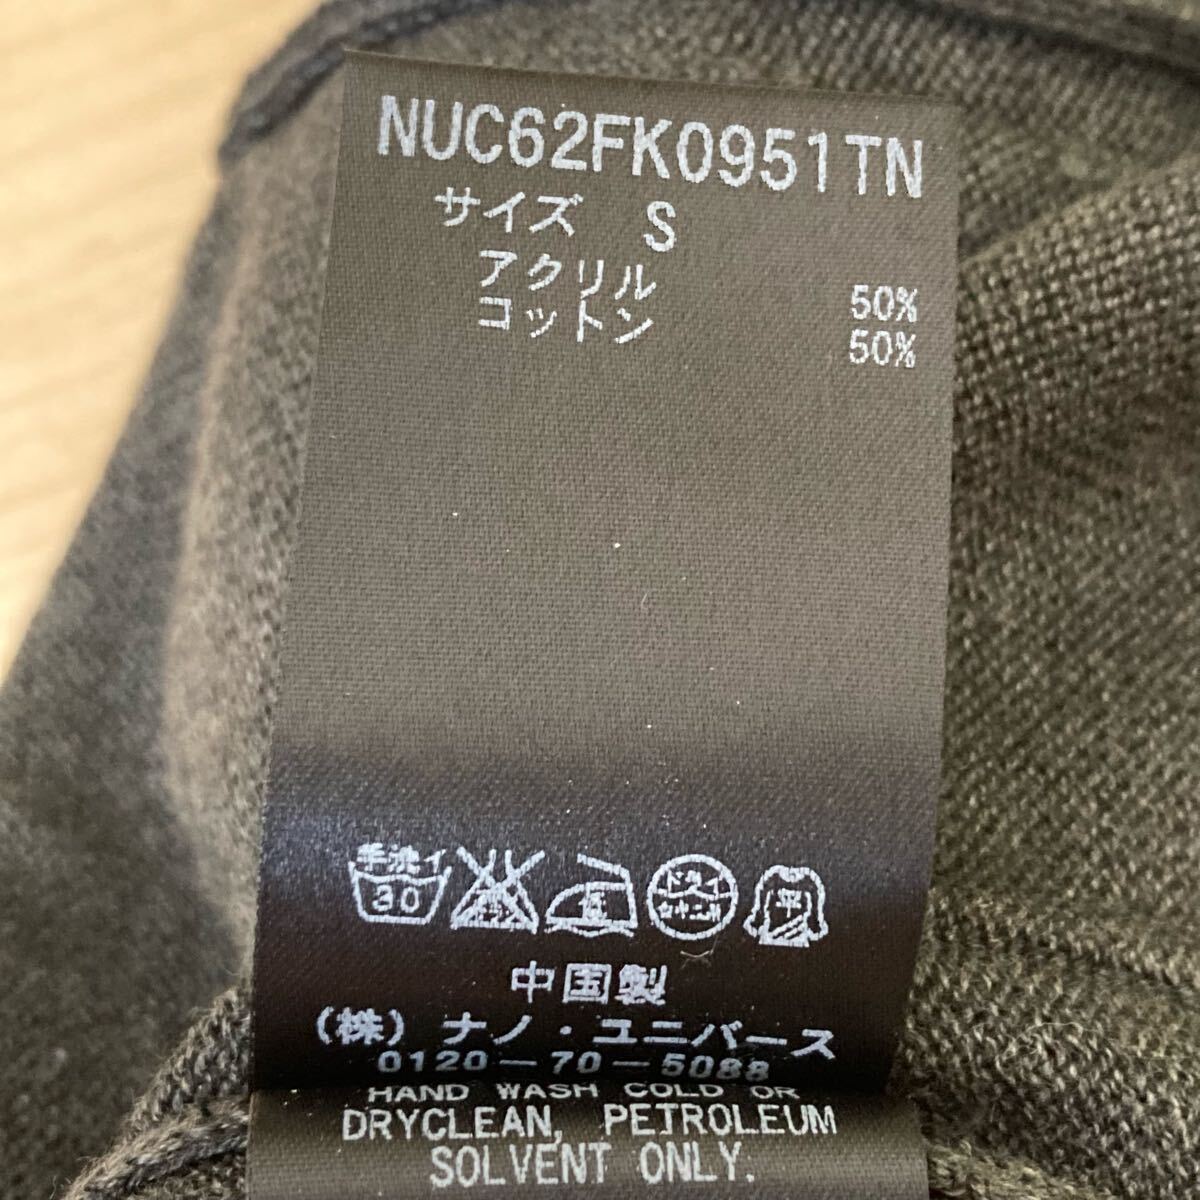 NUC62FK0951TN
サイズ S
アクリル 50%
コットン 50%
手洗イ
30
ドライ
セキユ系
平
中国製
(株)ナノ・ユニバース
0120-70-5088
HAND WASH COLD OR
DRYCLEAN, PETROLEUM
SOLVENT ONLY.